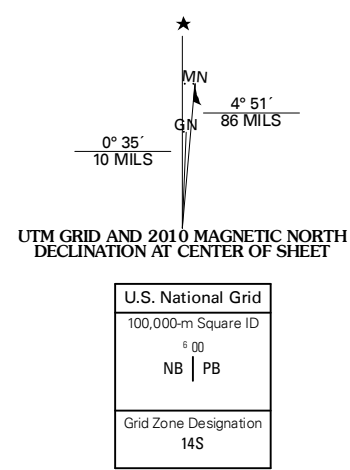 ★
MN
4° 51´
86 MILS
GN
0° 35´
10 MILS
UTM GRID AND 2010 MAGNETIC NORTH
DECLINATION AT CENTER OF SHEET
U.S. National Grid
100,000-m Square ID
⁶ 00
NB | PB
Grid Zone Designation
14S